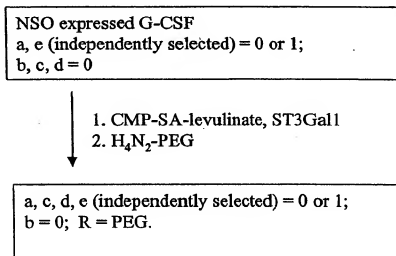 NSO expressed G-CSF
a, e (independently selected) = 0 or 1;
b, c, d = 0
1. CMP-SA-levulinate, ST3Gal1
2. H₄N₂-PEG
a, c, d, e (independently selected) = 0 or 1;
b = 0; R = PEG.